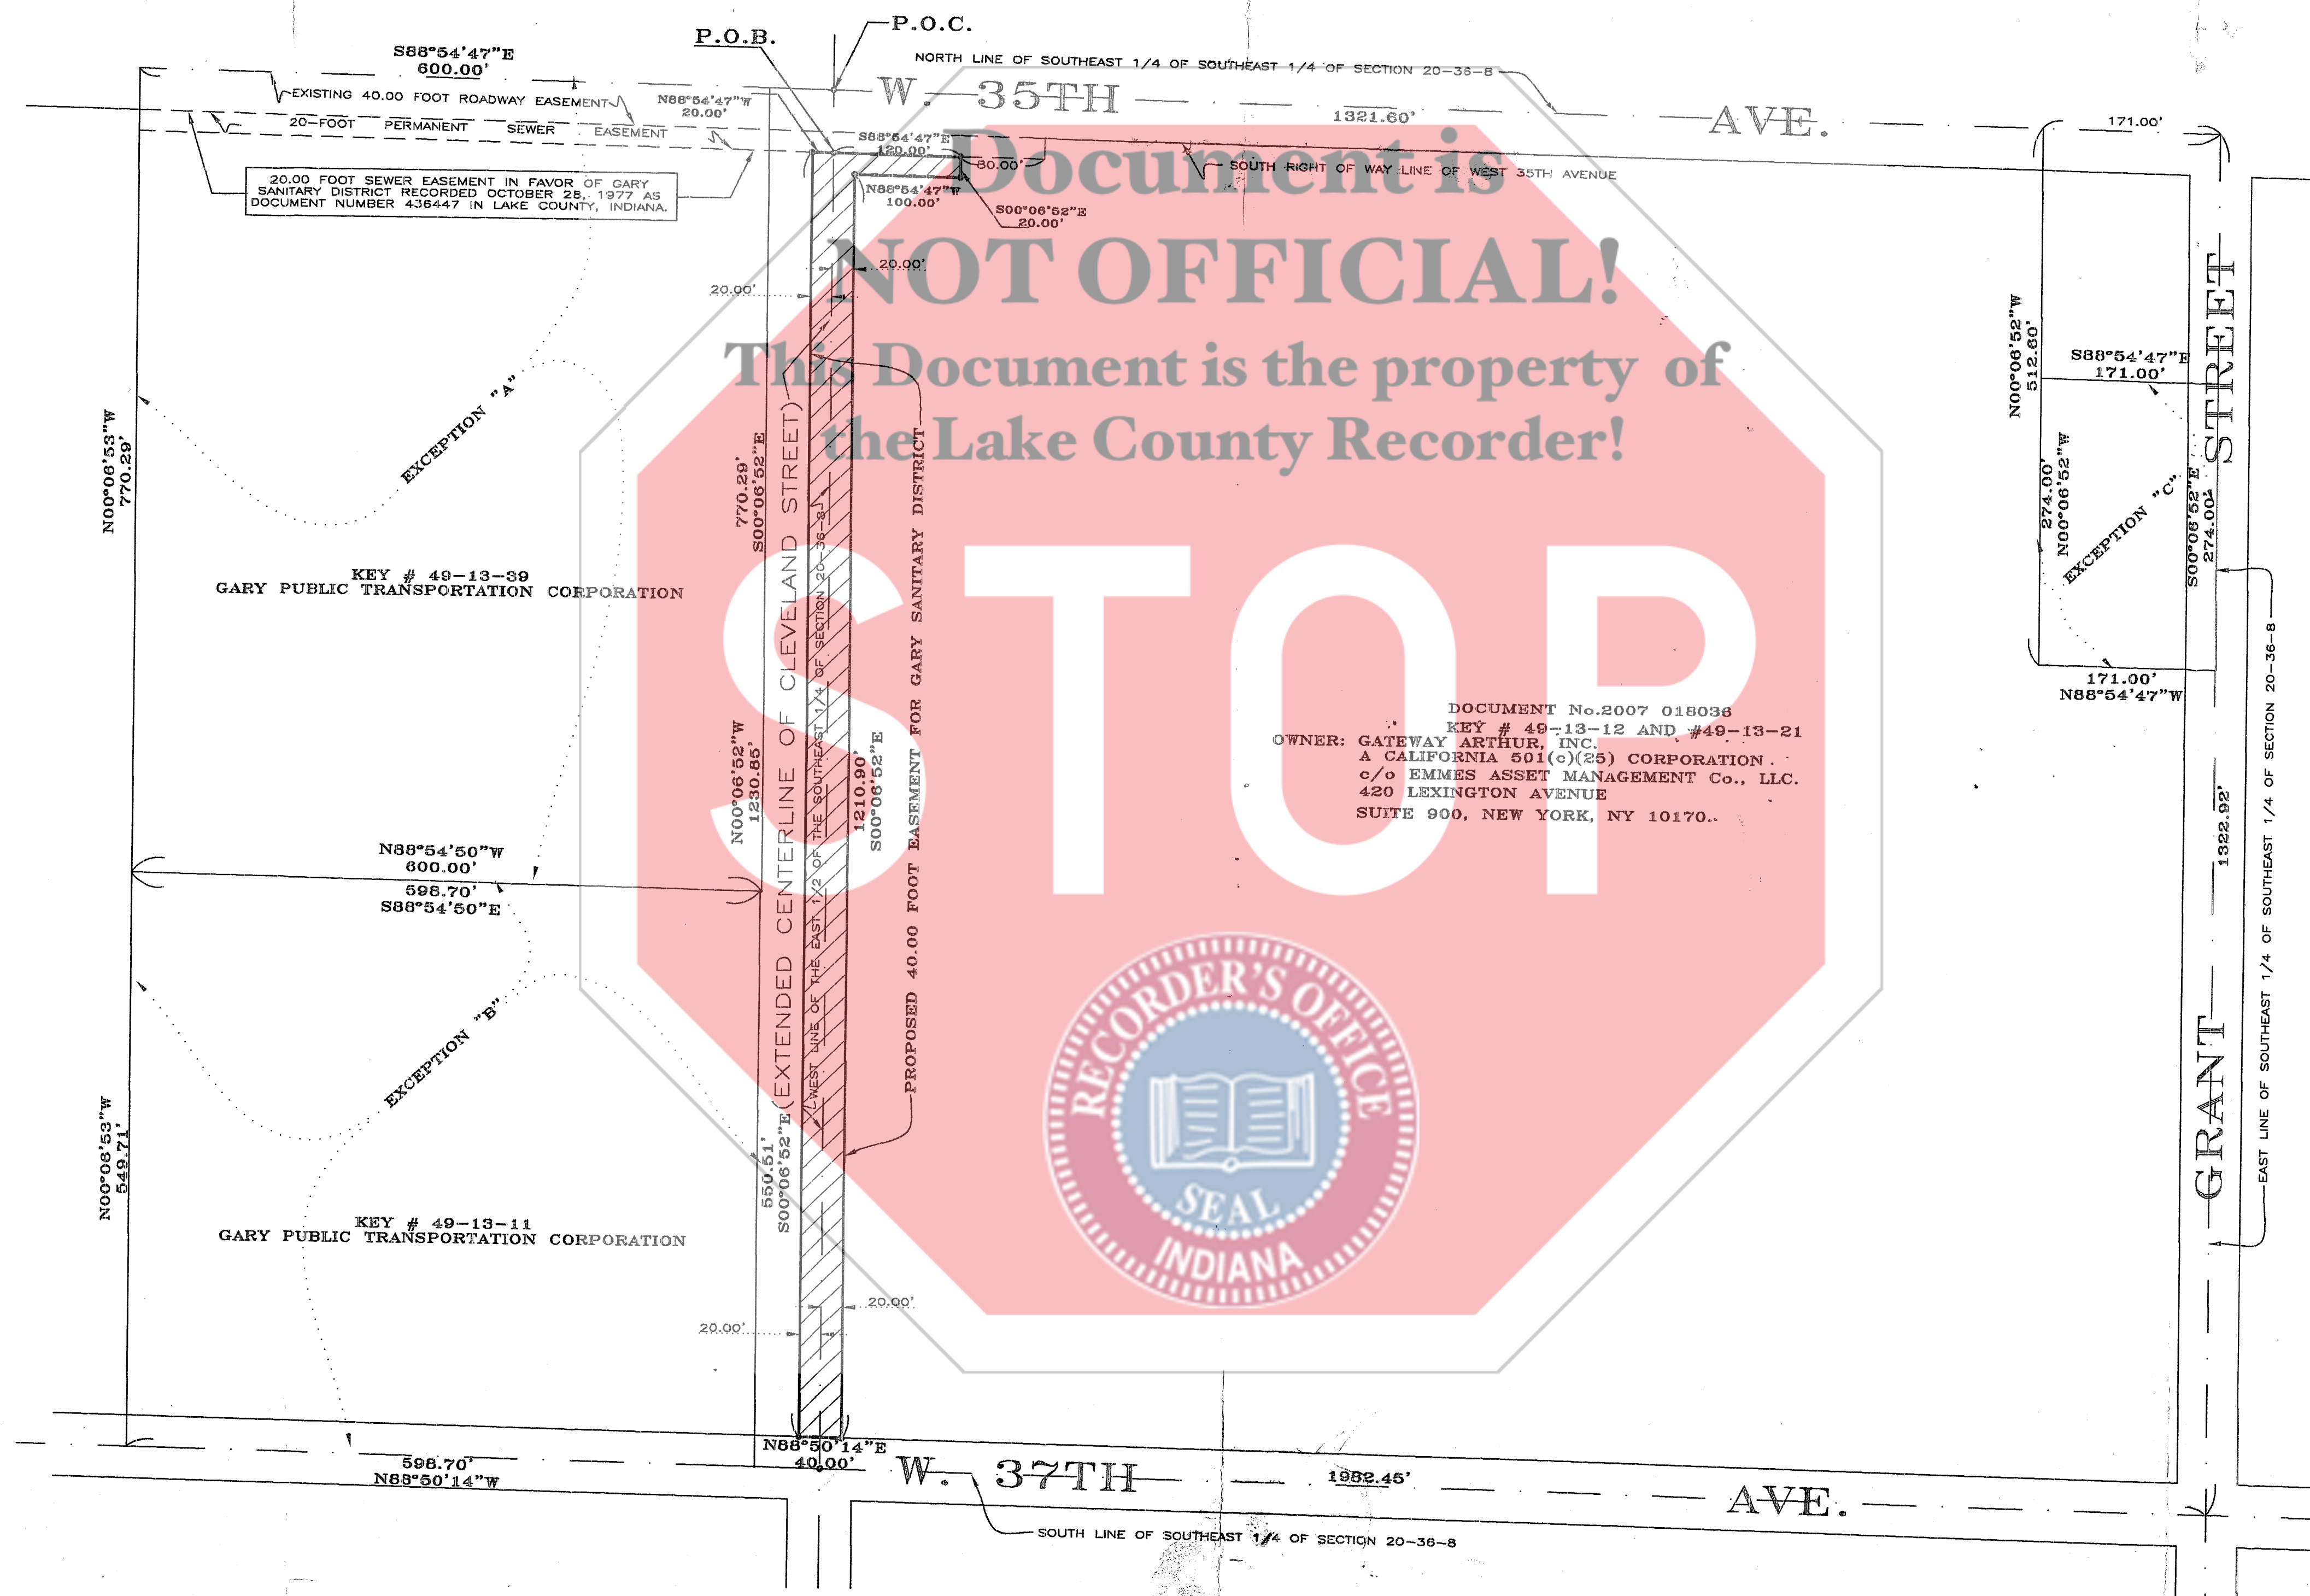 P.O.C.
P.O.B.
S88°54'47"E
600.00'
NORTH LINE OF SOUTHEAST 1/4 OF SOUTHEAST 1/4 OF SECTION 20-36-8
EXISTING 40.00 FOOT ROADWAY EASEMENT
N88°54'47"W
20.00'
W. 35TH AVE.
1321.60'
171.00'
20-FOOT PERMANENT SEWER EASEMENT
S88°54'47"E
120.00'
80.00'
SOUTH RIGHT OF WAY LINE OF WEST 35TH AVENUE
20.00 FOOT SEWER EASEMENT IN FAVOR OF GARY
SANITARY DISTRICT RECORDED OCTOBER 28, 1977 AS
DOCUMENT NUMBER 436447 IN LAKE COUNTY, INDIANA.
N88°54'47"W
100.00'
S00°06'52"E
20.00'
Document is
NOT OFFICIAL!
This Document is the property of
the Lake County Recorder!
STOP
20.00'
20.00'
N00°06'52"W
512.60'
S88°54'47"E
171.00'
GRANT STREET
N00°06'53"W
770.29'
EXCEPTION "A"
770.29'
S00°06'52"E
(EXTENDED CENTERLINE OF CLEVELAND STREET)
WEST LINE OF THE EAST 1/2 OF THE SOUTHEAST 1/4 OF SECTION 20-36-8
PROPOSED 40.00 FOOT EASEMENT FOR GARY SANITARY DISTRICT
274.00'
N00°06'52"W
EXCEPTION "C"
S00°06'52"E
274.00'
KEY # 49-13-39
GARY PUBLIC TRANSPORTATION CORPORATION
171.00'
N88°54'47"W
EAST LINE OF SOUTHEAST 1/4 OF SOUTHEAST 1/4 OF SECTION 20-36-8
DOCUMENT No.2007 018036
KEY # 49-13-12 AND #49-13-21
OWNER: GATEWAY ARTHUR, INC.
A CALIFORNIA 501(c)(25) CORPORATION
c/o EMMES ASSET MANAGEMENT Co., LLC.
420 LEXINGTON AVENUE
SUITE 900, NEW YORK, NY 10170..
N00°06'52"W
1230.85'
1210.90'
S00°06'52"E
1322.92'
N88°54'50"W
600.00'
598.70'
S88°54'50"E
EXCEPTION "B"
N00°06'53"W
549.71'
550.51'
S00°06'52"E
RECORDER'S OFFICE
SEAL
INDIANA
KEY # 49-13-11
GARY PUBLIC TRANSPORTATION CORPORATION
20.00'
20.00'
N88°50'14"E
40.00'
598.70'
N88°50'14"W
W. 37TH AVE.
1982.45'
SOUTH LINE OF SOUTHEAST 1/4 OF SECTION 20-36-8